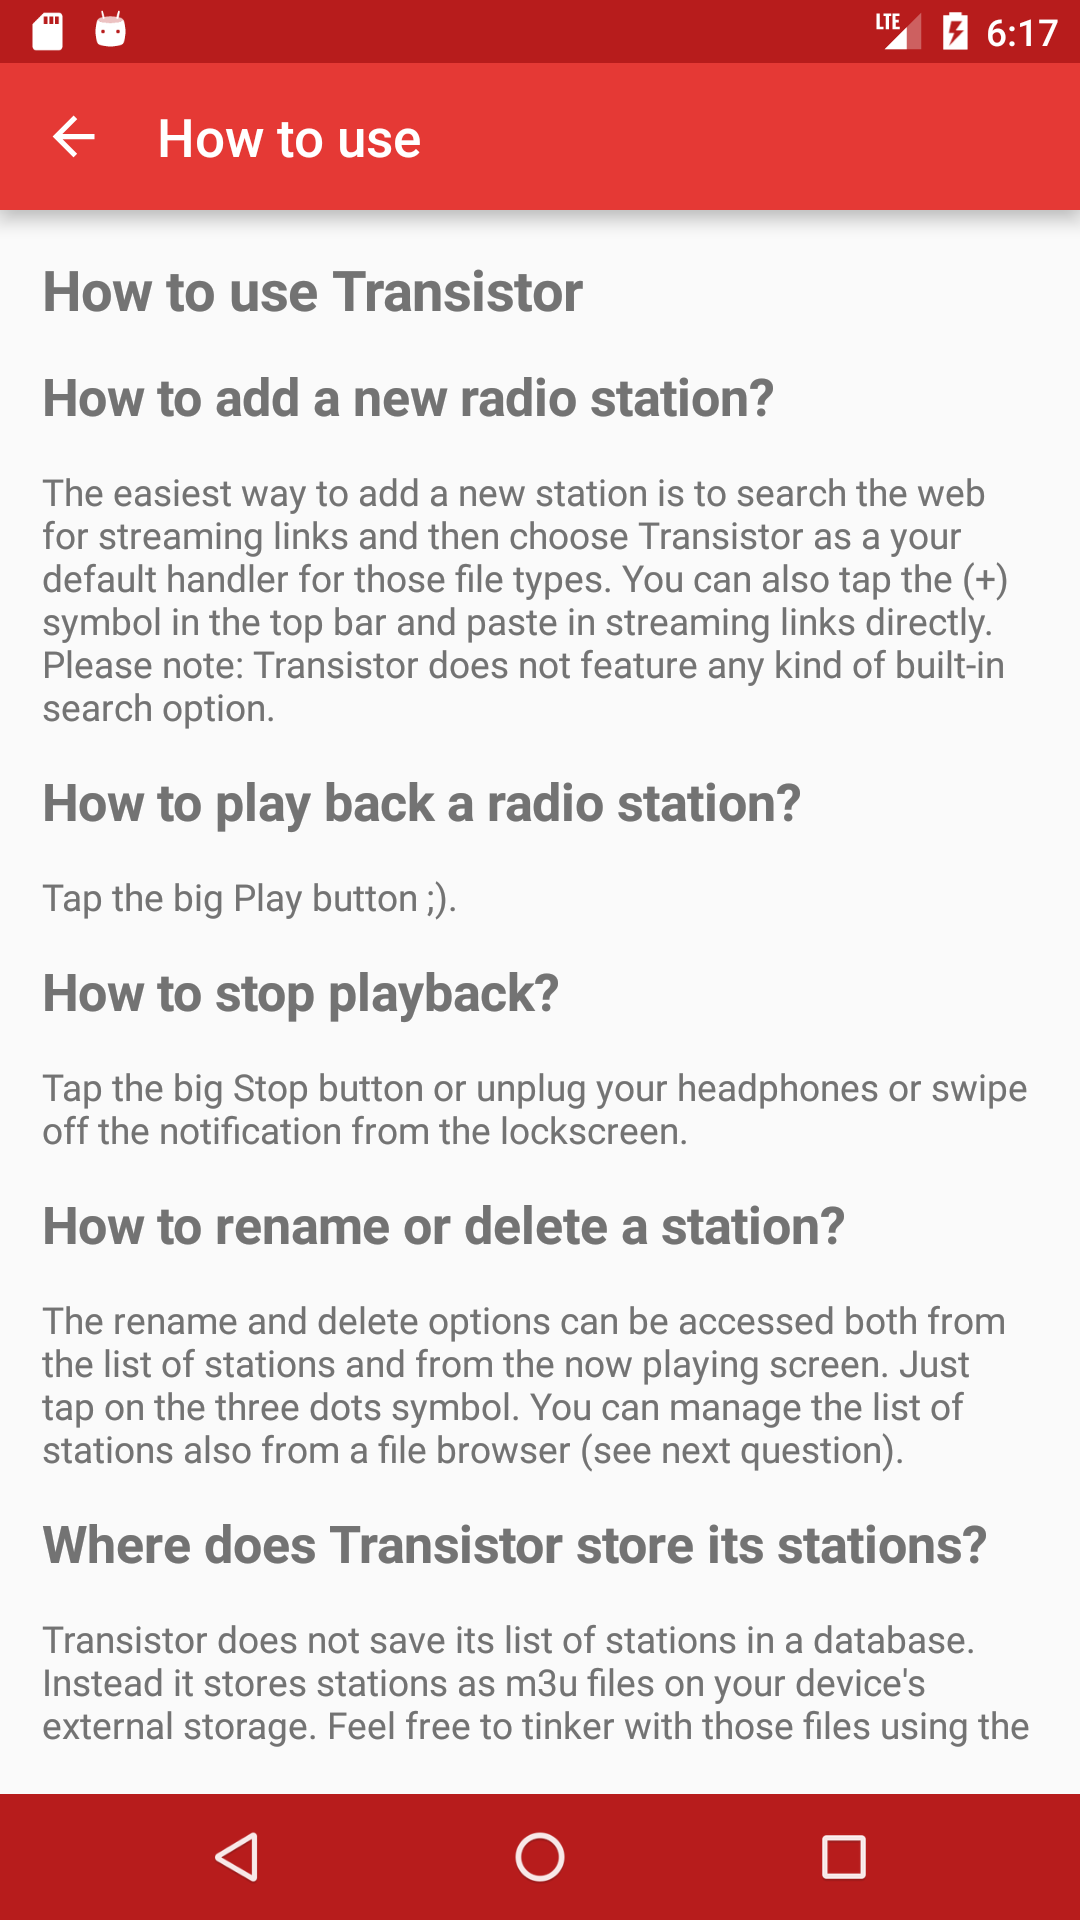 LTE 6:17
How to use
How to use Transistor
How to add a new radio station?
The easiest way to add a new station is to search the web
for streaming links and then choose Transistor as a your
default handler for those file types. You can also tap the (+)
symbol in the top bar and paste in streaming links directly.
Please note: Transistor does not feature any kind of built-in
search option.
How to play back a radio station?
Tap the big Play button ;).
How to stop playback?
Tap the big Stop button or unplug your headphones or swipe
off the notification from the lockscreen.
How to rename or delete a station?
The rename and delete options can be accessed both from
the list of stations and from the now playing screen. Just
tap on the three dots symbol. You can manage the list of
stations also from a file browser (see next question).
Where does Transistor store its stations?
Transistor does not save its list of stations in a database.
Instead it stores stations as m3u files on your device's
external storage. Feel free to tinker with those files using the